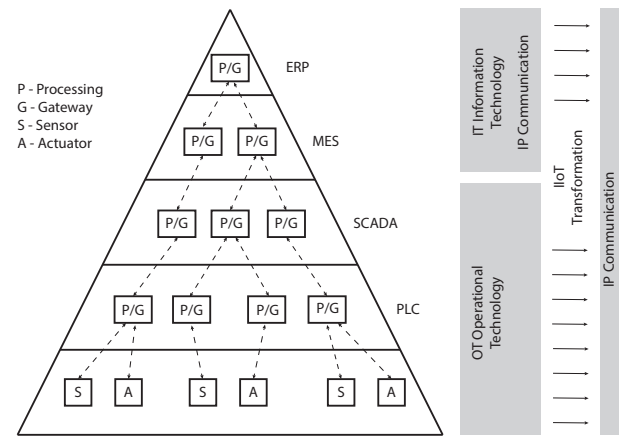 P/G
ERP
P - Processing
G - Gateway
S - Sensor
A - Actuator
P/G P/G
MES
P/G P/G P/G
SCADA
P/G P/G P/G P/G
PLC
S A S A S A
IT Information
Technology
IP Communication
OT Operational
Technology
IIoT
Transformation
IP Communication